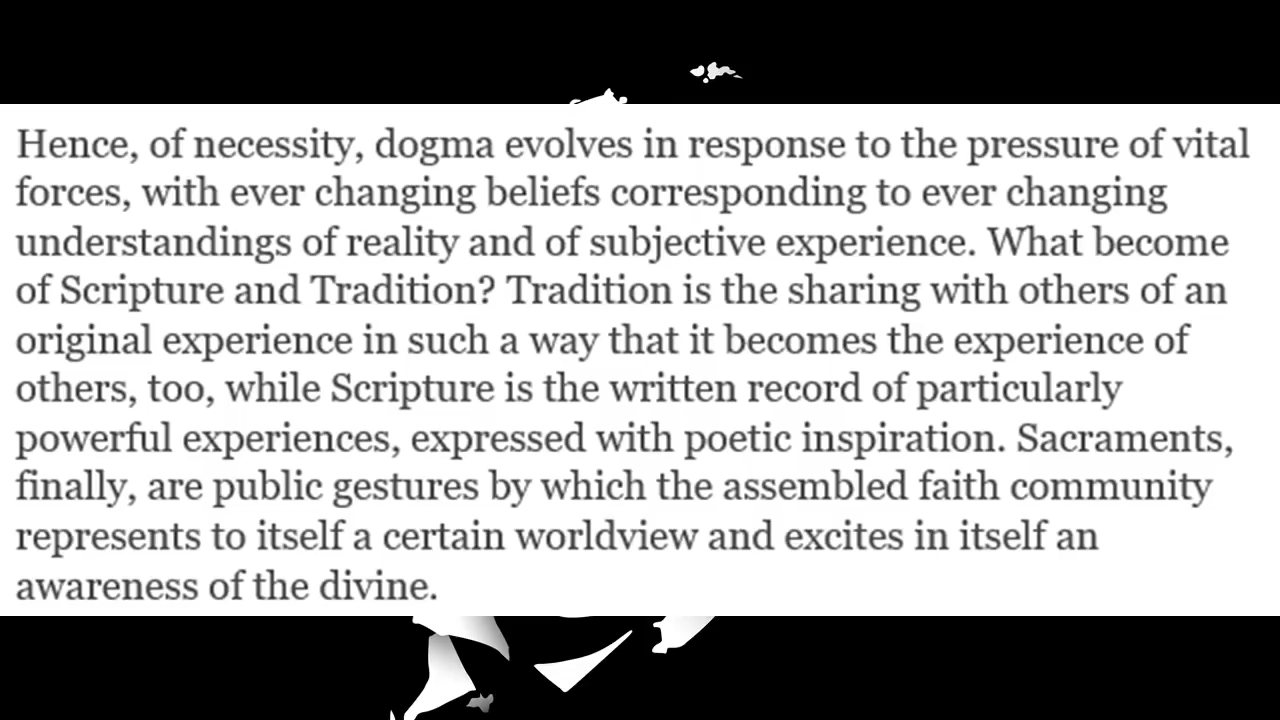 Hence, of necessity, dogma evolves in response to the pressure of vital
forces, with ever changing beliefs corresponding to ever changing
understandings of reality and of subjective experience. What become
of Scripture and Tradition? Tradition is the sharing with others of an
original experience in such a way that it becomes the experience of
others, too, while Scripture is the written record of particularly
powerful experiences, expressed with poetic inspiration. Sacraments,
finally, are public gestures by which the assembled faith community
represents to itself a certain worldview and excites in itself an
awareness of the divine.